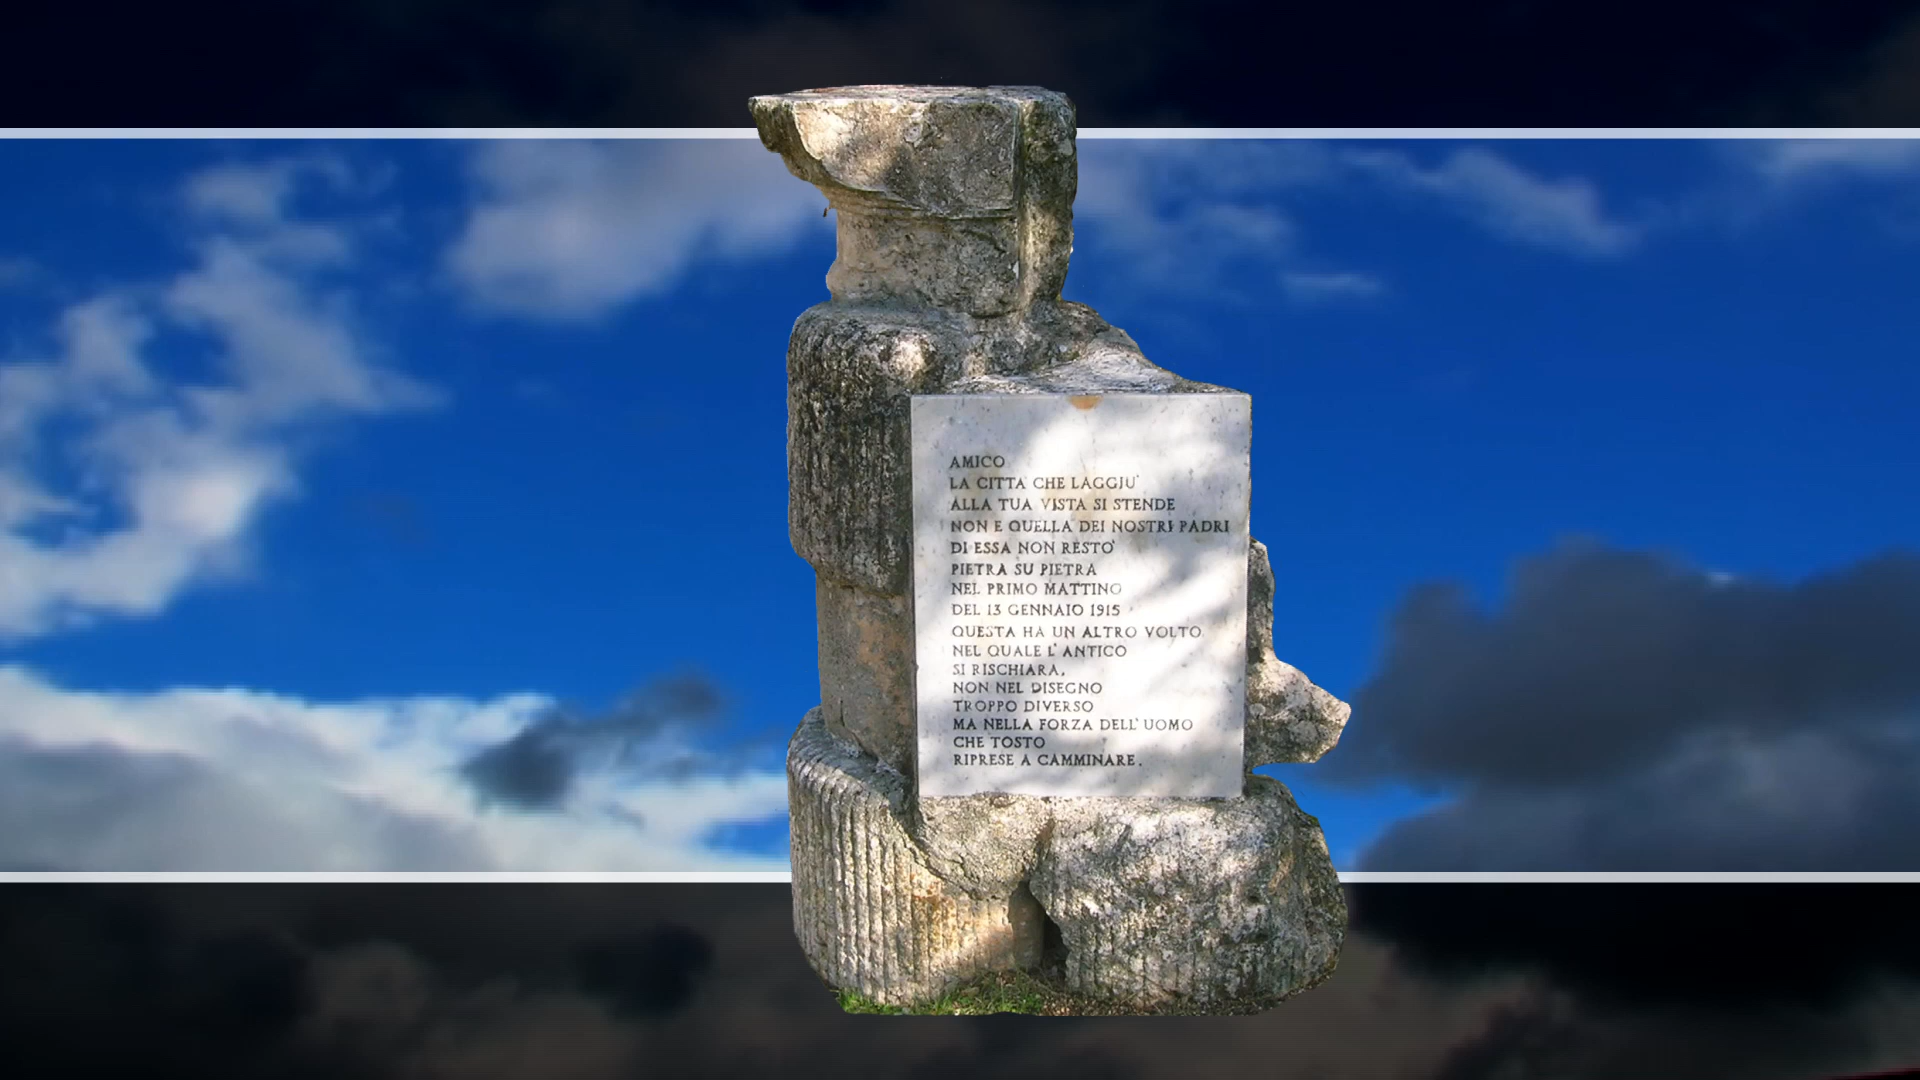 AMICO
LA CITTA' CHE LAGGIU'
ALLA TUA VISTA SI STENDE
NON E QUELLA DEI NOSTRI PADRI
DI ESSA NON RESTO'
PIETRA SU PIETRA
NEL PRIMO MATTINO
DEL 13 GENNAIO 1915
QUESTA HA UN ALTRO VOLTO
NEL QUALE L'ANTICO
SI RISCHIARA,
NON NEL DISEGNO
TROPPO DIVERSO
MA NELLA FORZA DELL'UOMO
CHE TOSTO
RIPRESE A CAMMINARE.